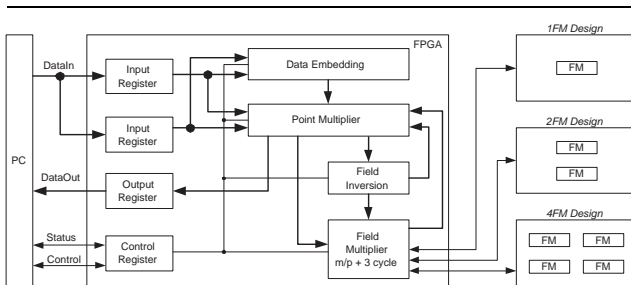 1FM Design
FPGA
DataIn
Input
Register
Data Embedding
FM
Input
Register
Point Multiplier
2FM Design
PC
FM
DataOut
Output
Register
Field
Inversion
FM
4FM Design
Status
Control
Control
Register
Field
Multiplier
m/p + 3 cycle
FM FM
FM FM